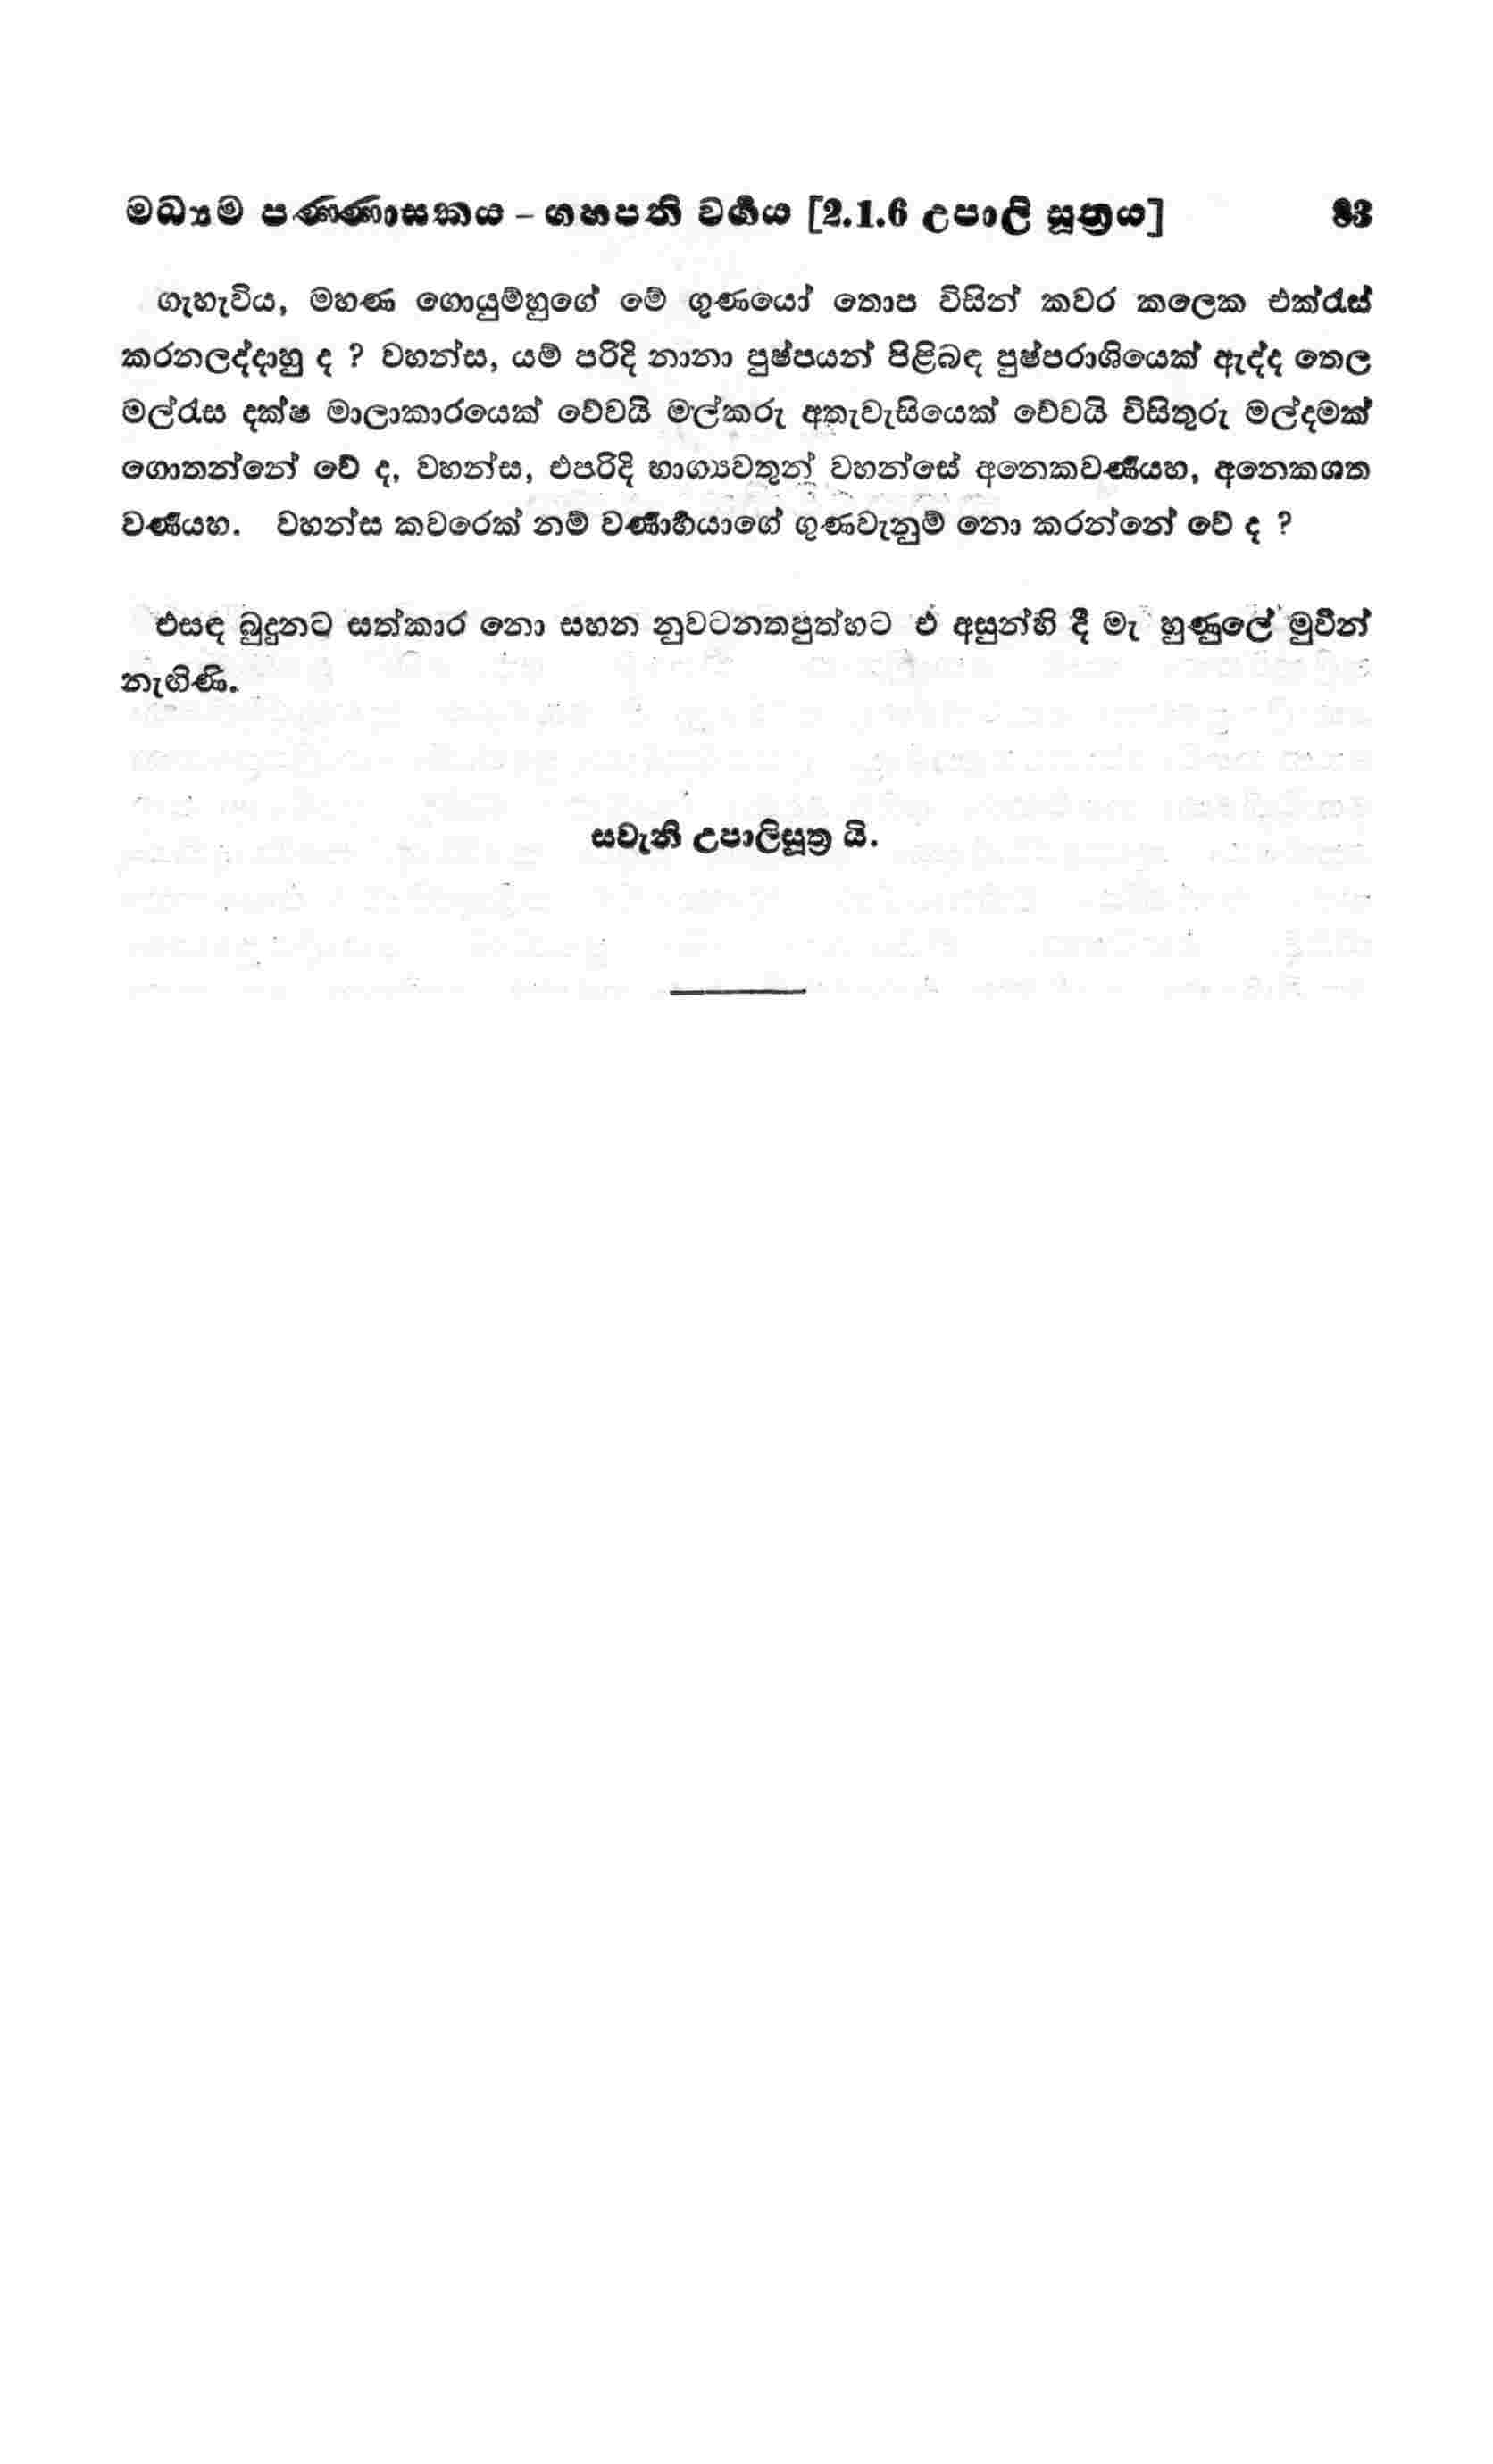 මධ්‍යම පණ්ණාසකය – ගහපති වර්‍ගය [2.1.6 උපාලි සූත්‍රය] 83
ගැහැවිය, මහණ ගොයුම්හුගේ මේ ගුණයෝ තොප විසින් කවර කලෙක එක්රැස්
කරනලද්දාහු ද ? වහන්ස, යම් පරිදි නානා පුෂ්පයන් පිළිබඳ පුෂ්පරාශියෙක් ඇද්ද තෙල
මල්රැස දක්ෂ මාලාකාරයෙක් වේවයි මල්කරු අතැවැසියෙක් වේවයි විසිතුරු මල්දමක්
ගොතන්නේ වේ ද, වහන්ස, එපරිදි භාග්‍යවතුන් වහන්සේ අනෙකවර්‍ණයහ, අනෙකශත
වර්‍ණයහ. වහන්ස කවරෙක් නම් වර්‍ණාර්‍හයාගේ ගුණවැනුම් නො කරන්නේ වේ ද ?
එසඳ බුදුනට සත්කාර නො සහන නුවටනතපුත්හට ඒ අසුන්හි දී මැ හුණුලේ මුවින්
නැඟිණි.
සවැනි උපාලිසූත්‍ර යි.